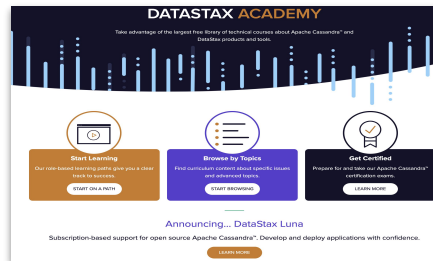 DATASTAX ACADEMY
Take advantage of the largest free library of technical courses about Apache Cassandra™ and
DataStax products and tools.
Start Learning
Our role-based learning paths give you a clear
track to success.
START ON A PATH
Browse by Topics
Find curriculum content about specific issues
and advanced topics.
START BROWSING
Get Certified
Prepare for and take our Apache Cassandra™
certification exams.
LEARN MORE
Announcing... DataStax Luna
Subscription-based support for open source Apache Cassandra™. Develop and deploy applications with confidence.
LEARN MORE